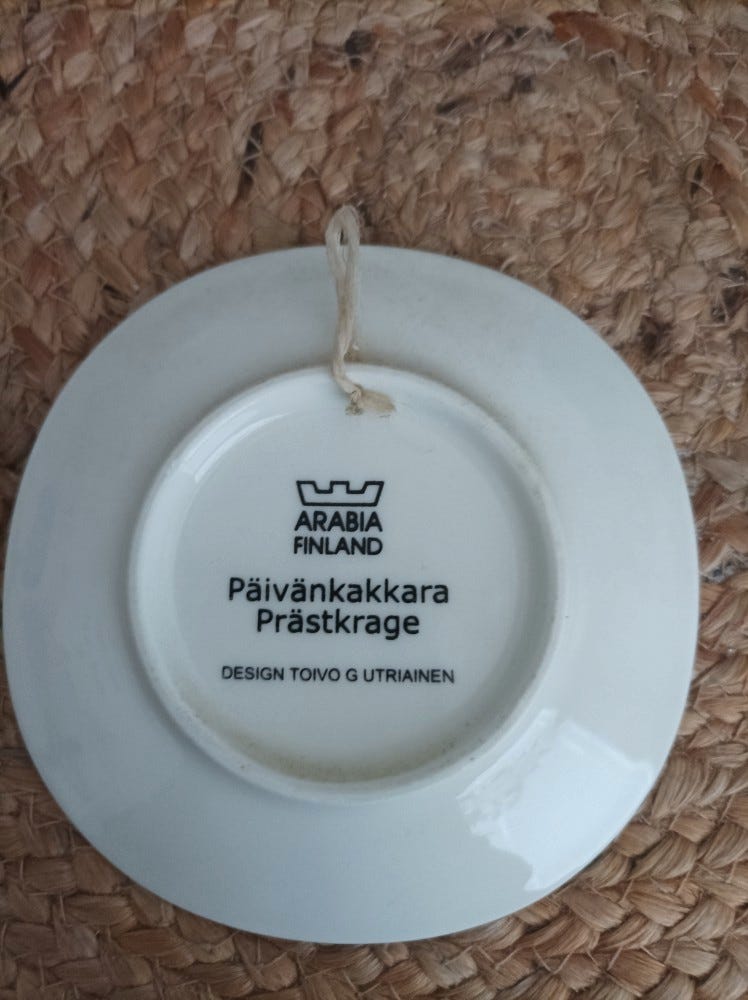 ARABIA
FINLAND
Päivänkakkara
Prästkrage
DESIGN TOIVO G UTRIAINEN